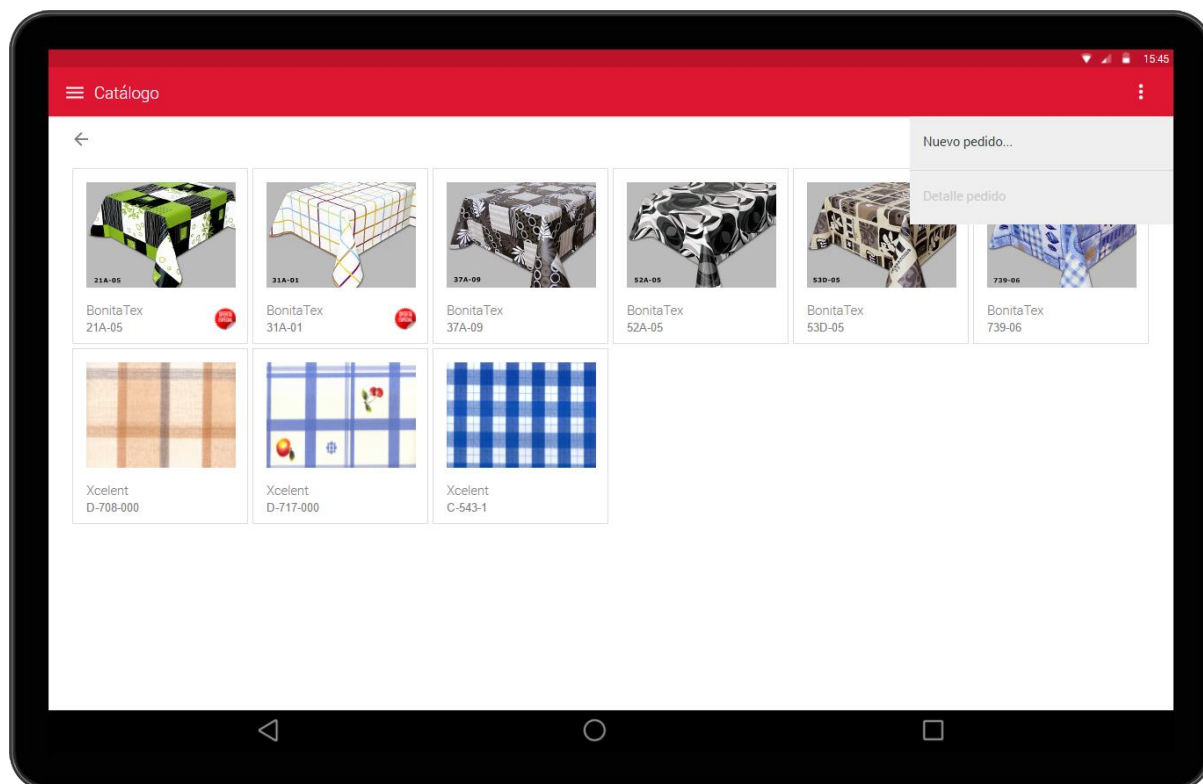 15:45
Catálogo
Nuevo pedido...
Detalle pedido
21A-05
31A-01
37A-09
52A-05
53D-05
739-06
BonitaTex
21A-05
BonitaTex
31A-01
BonitaTex
37A-09
BonitaTex
52A-05
BonitaTex
53D-05
BonitaTex
739-06
Xcelent
D-708-000
Xcelent
D-717-000
Xcelent
C-543-1